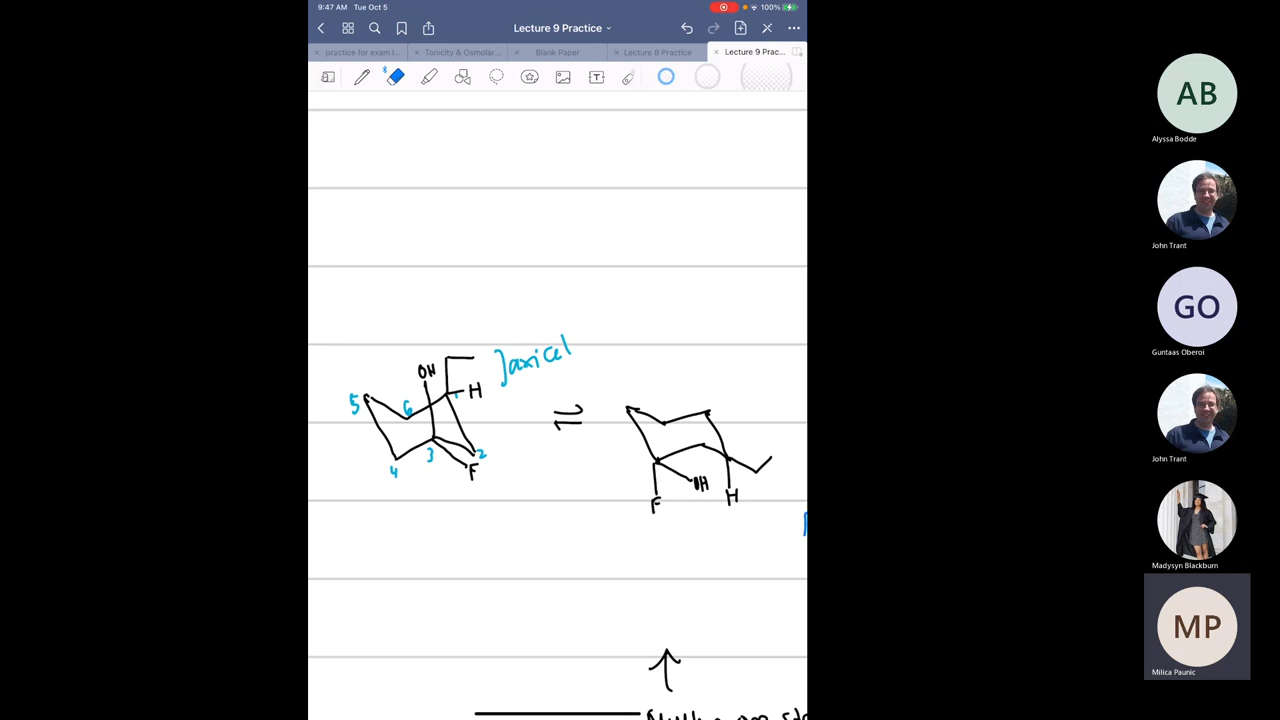 9:47 AM Tue Oct 5
100%
Lecture 9 Practice
practice for exam I...
Tonicity & Osmolar...
Blank Paper
Lecture 8 Practice
Lecture 9 Prac...
OH
axial
H
5
6
1
3
2
4
F
OH
F
H
AB
Alyssa Bodde
John Trant
GO
Guntaas Oberoi
John Trant
Madysyn Blackburn
MP
Milica Paunic